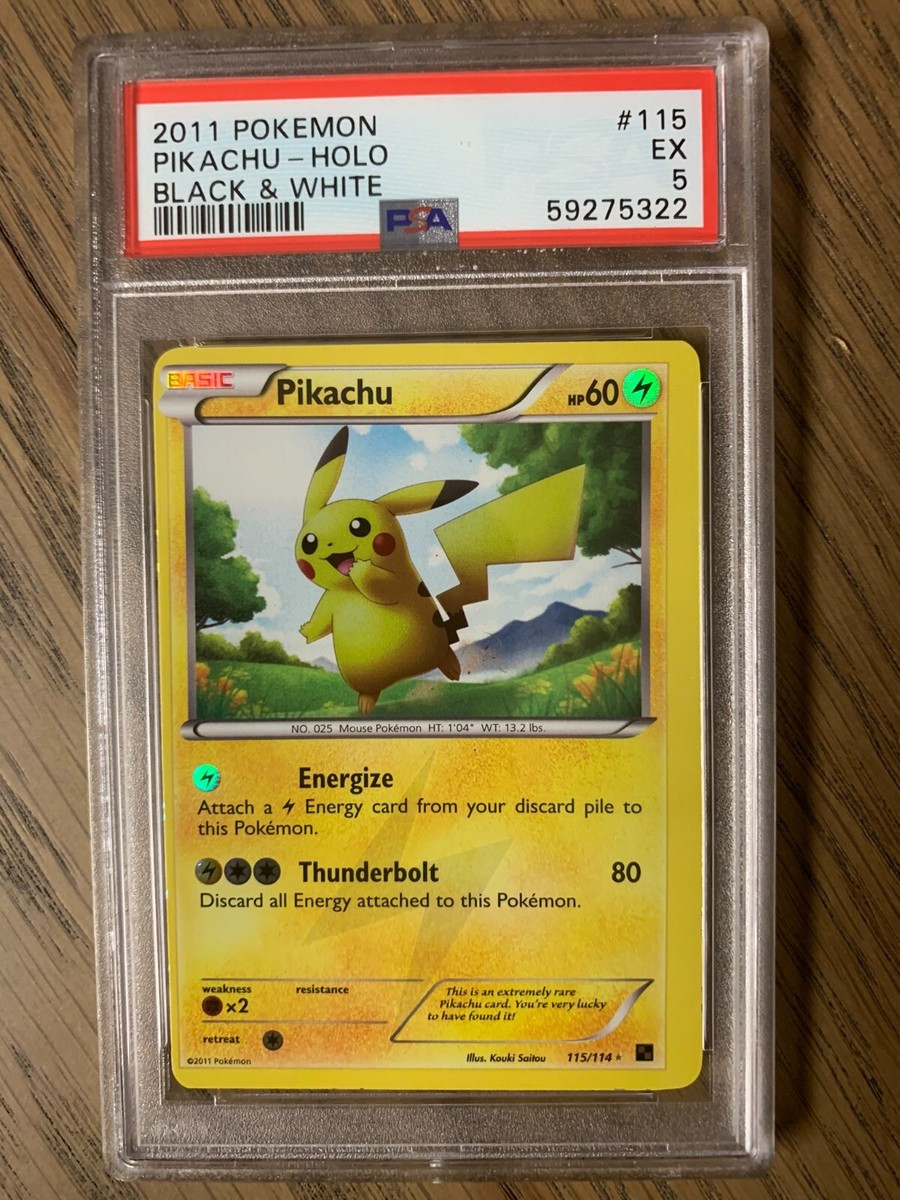 2011 POKEMON #115
PIKACHU – HOLO EX
BLACK & WHITE 5
PSA 59275322
BASIC Pikachu HP60
NO. 025 Mouse Pokémon HT: 1'04" WT: 13.2 lbs.
Energize
Attach a Energy card from your discard pile to
this Pokémon.
Thunderbolt 80
Discard all Energy attached to this Pokémon.
weakness resistance
×2
retreat
This is an extremely rare
Pikachu card. You're very lucky
to have found it!
©2011 Pokémon Illus. Kouki Saitou 115/114 ★